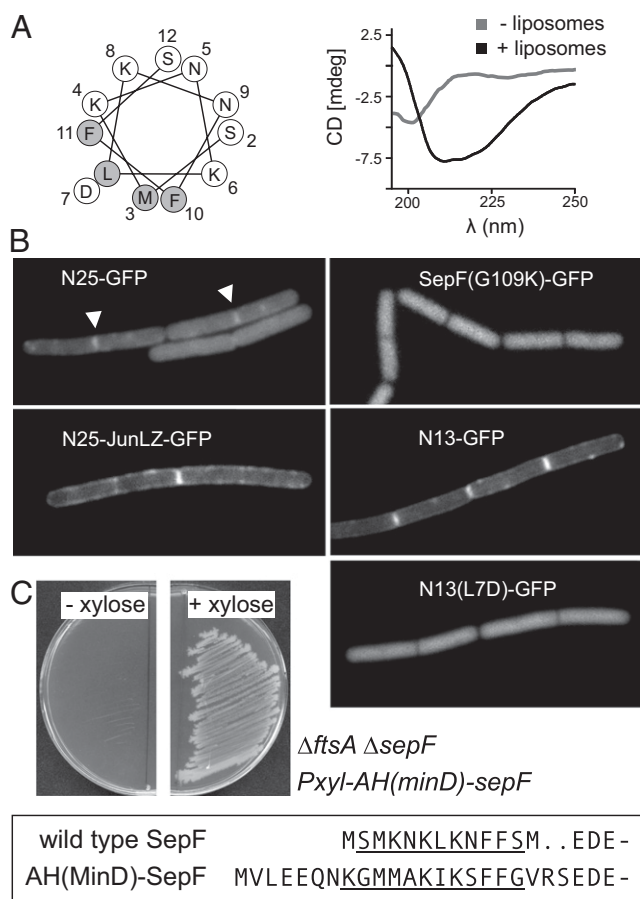 A
12
8 S 5
K N
4 K N 9
11 F S 2
L K 6
7 D M F
3 10
- liposomes
+ liposomes
CD [mdeg]
2.5
-2.5
-7.5
200 225 250
λ (nm)
B
N25-GFP
SepF(G109K)-GFP
N25-JunLZ-GFP
N13-GFP
N13(L7D)-GFP
C
- xylose
+ xylose
ΔftsA ΔsepF
Pxyl-AH(minD)-sepF
wild type SepF MSMKNKLKNFFSM..EDE-
AH(MinD)-SepF MVLEEQNKGMMAKIKSFFGVRSEDE-